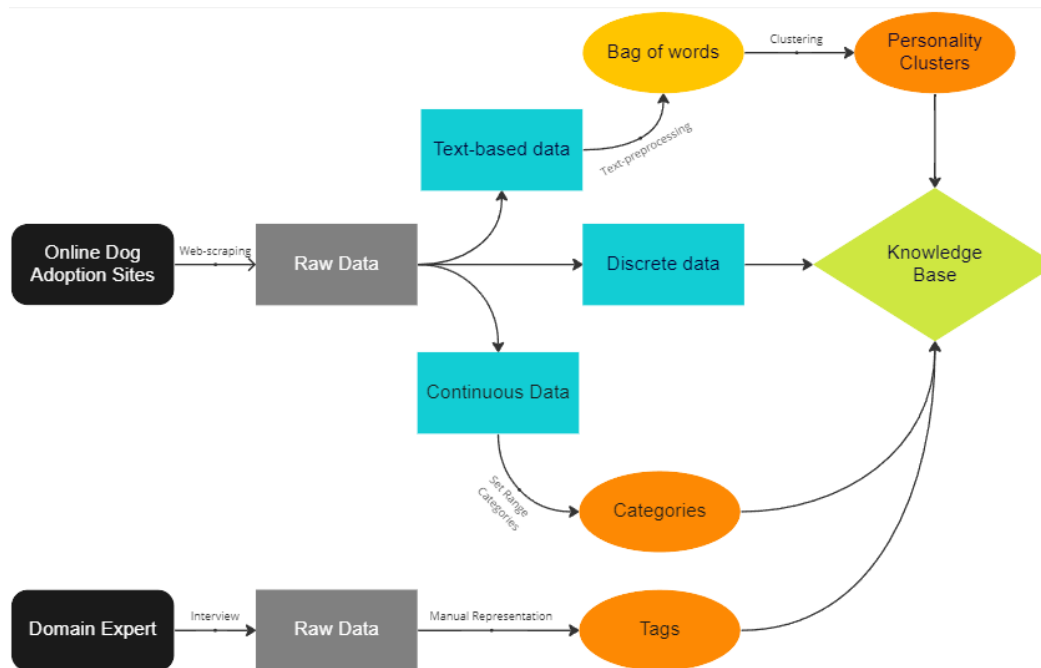 Bag of words
Clustering
Personality
Clusters
Text-based data
Text-preprocessing
Online Dog
Adoption Sites
Web-scraping
Raw Data
Discrete data
Knowledge
Base
Continuous Data
Set Range
Categories
Categories
Domain Expert
Interview
Raw Data
Manual Representation
Tags